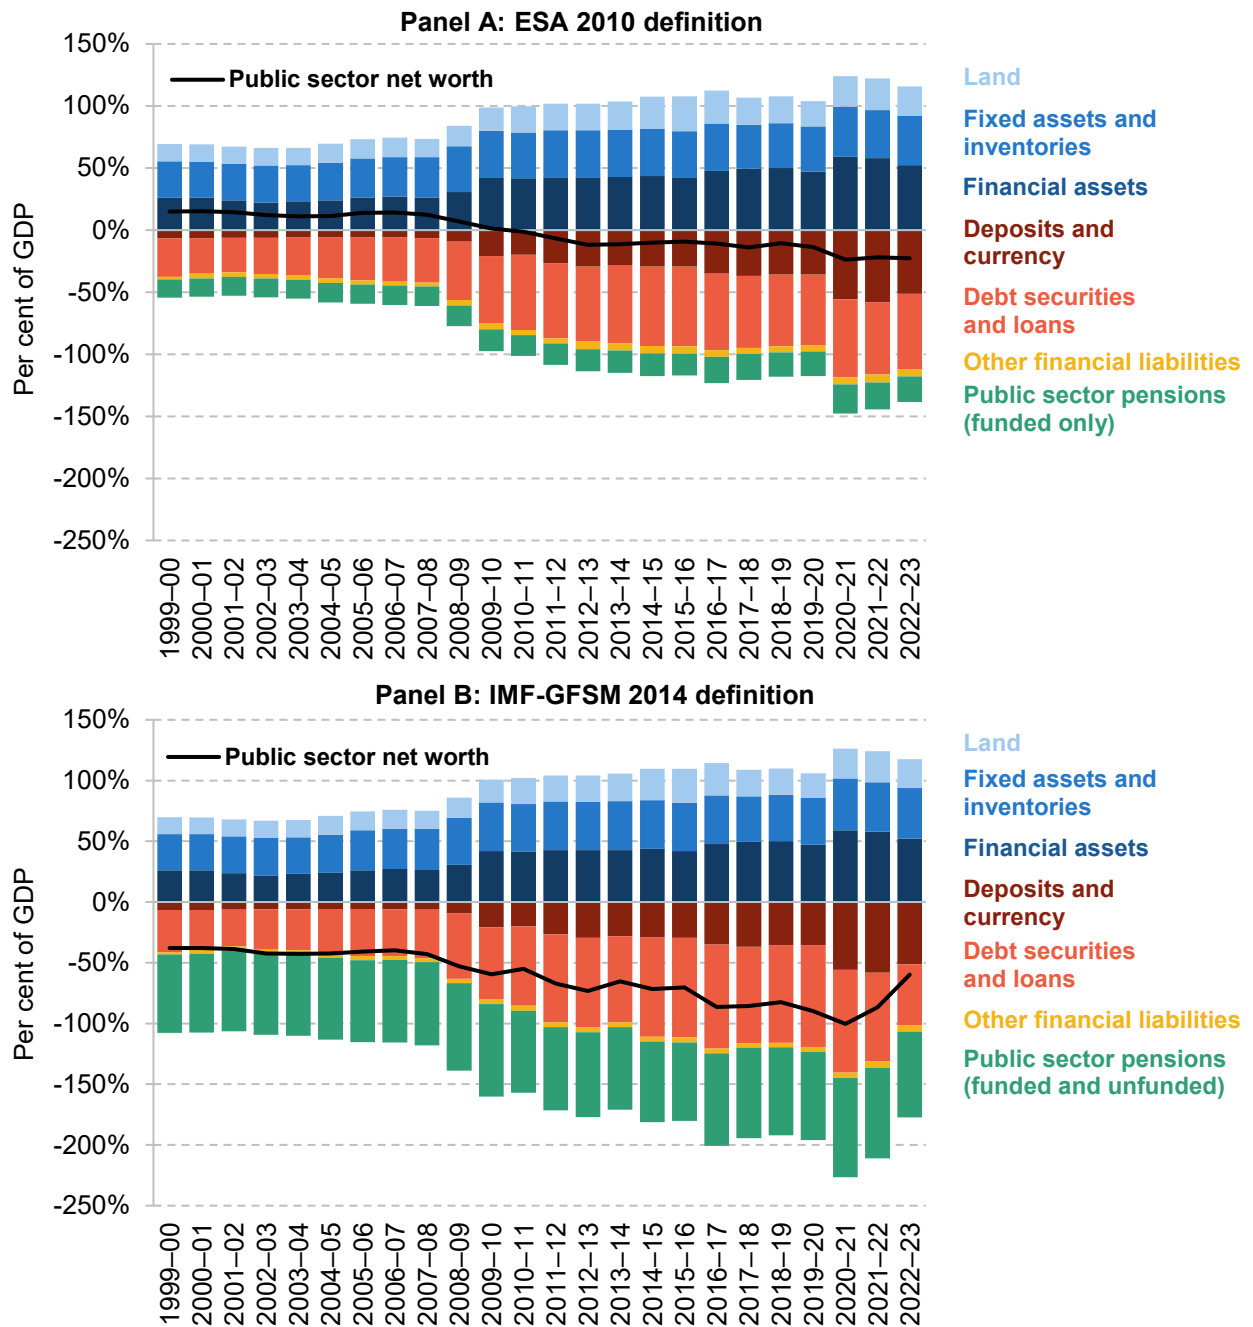 Panel A: ESA 2010 definition
Per cent of GDP
150%
100%
50%
0%
-50%
-100%
-150%
-200%
-250%
Public sector net worth
Land
Fixed assets and
inventories
Financial assets
Deposits and
currency
Debt securities
and loans
Other financial liabilities
Public sector pensions
(funded only)
1999–00
2000–01
2001–02
2002–03
2003–04
2004–05
2005–06
2006–07
2007–08
2008–09
2009–10
2010–11
2011–12
2012–13
2013–14
2014–15
2015–16
2016–17
2017–18
2018–19
2019–20
2020–21
2021–22
2022–23
Panel B: IMF-GFSM 2014 definition
Per cent of GDP
150%
100%
50%
0%
-50%
-100%
-150%
-200%
-250%
Public sector net worth
Land
Fixed assets and
inventories
Financial assets
Deposits and
currency
Debt securities
and loans
Other financial liabilities
Public sector pensions
(funded and unfunded)
1999–00
2000–01
2001–02
2002–03
2003–04
2004–05
2005–06
2006–07
2007–08
2008–09
2009–10
2010–11
2011–12
2012–13
2013–14
2014–15
2015–16
2016–17
2017–18
2018–19
2019–20
2020–21
2021–22
2022–23